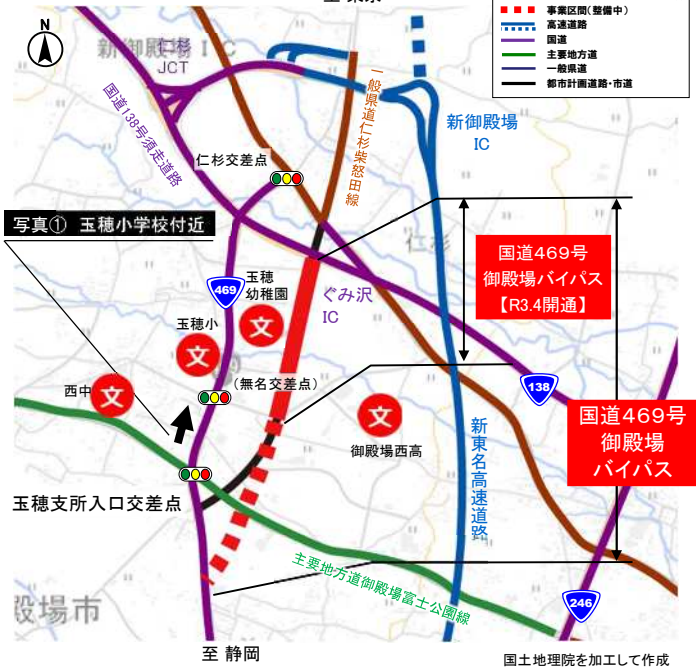 事業区間(整備中)
高速道路
国道
主要地方道
一般県道
都市計画道路・市道
N
新御殿場IC
仁杉
JCT
国道138号須走道路
一般県道仁杉柴怒田線
新御殿場
IC
仁杉交差点
写真① 玉穂小学校付近
仁杉
国道469号
御殿場バイパス
【R3.4開通】
469
玉穂
幼稚園
ぐみ沢
IC
文
玉穂小
文
西中
文
(無名交差点)
138
文
御殿場西高
国道469号
御殿場
バイパス
新東名高速道路
玉穂支所入口交差点
主要地方道御殿場富士公園線
殿場市
246
至 静岡
国土地理院を加工して作成